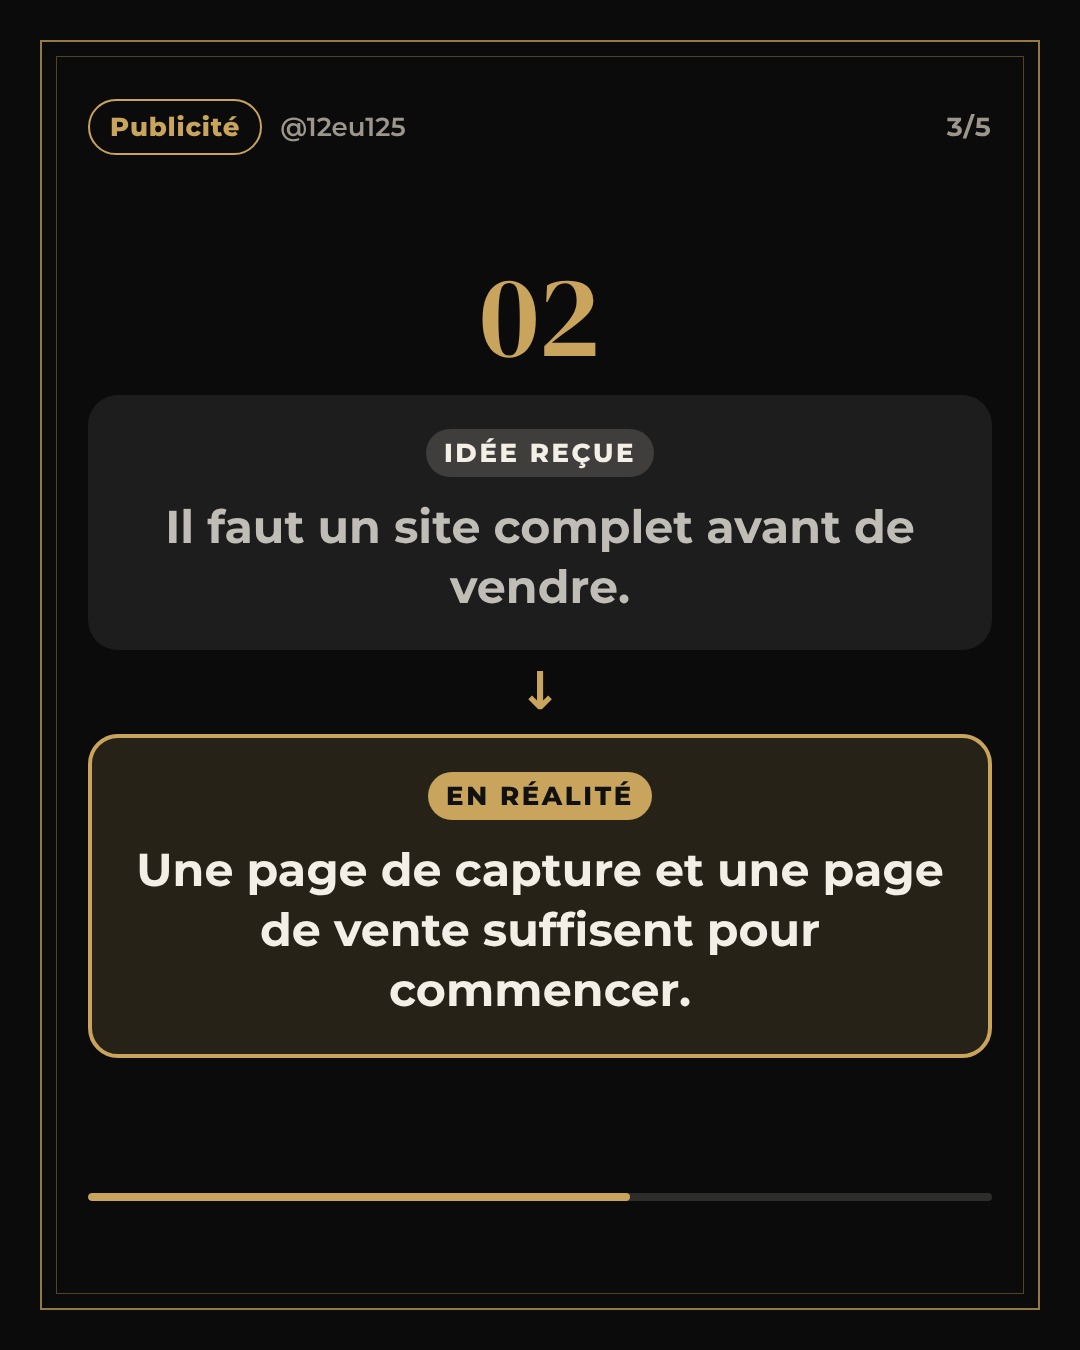 Publicité @12eu125 3/5
02
IDÉE REÇUE
Il faut un site complet avant de
vendre.
↓
EN RÉALITÉ
Une page de capture et une page
de vente suffisent pour
commencer.